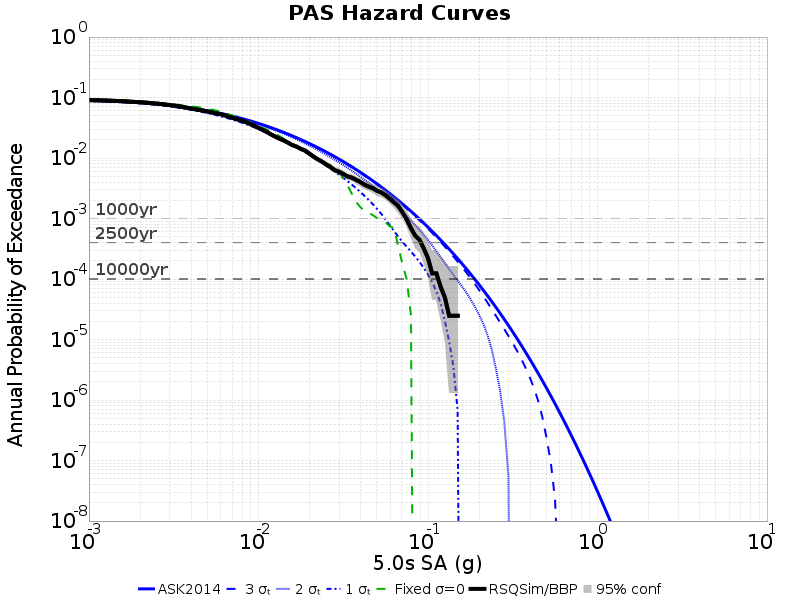 PAS Hazard Curves
10⁰
10⁻¹
10⁻²
10⁻³
10⁻⁴
10⁻⁵
10⁻⁶
10⁻⁷
10⁻⁸
Annual Probability of Exceedance
1000yr
2500yr
10000yr
10⁻³ 10⁻² 10⁻¹ 10⁰ 10¹
5.0s SA (g)
ASK2014 3 σₜ 2 σₜ 1 σₜ Fixed σ=0 RSQSim/BBP 95% conf